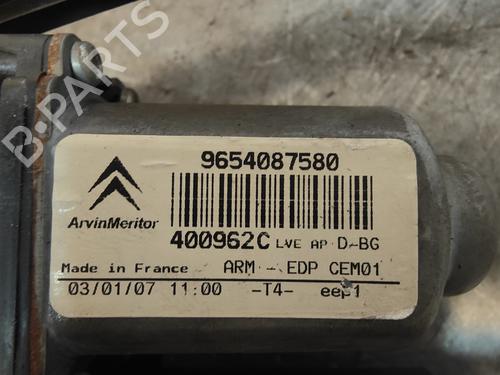 B-PARTS
9654087580
ArvinMeritor
400962C LVE AP D-BG
Made in France ARM - EDP CEM01
03/01/07 11:00 -T4- eep1